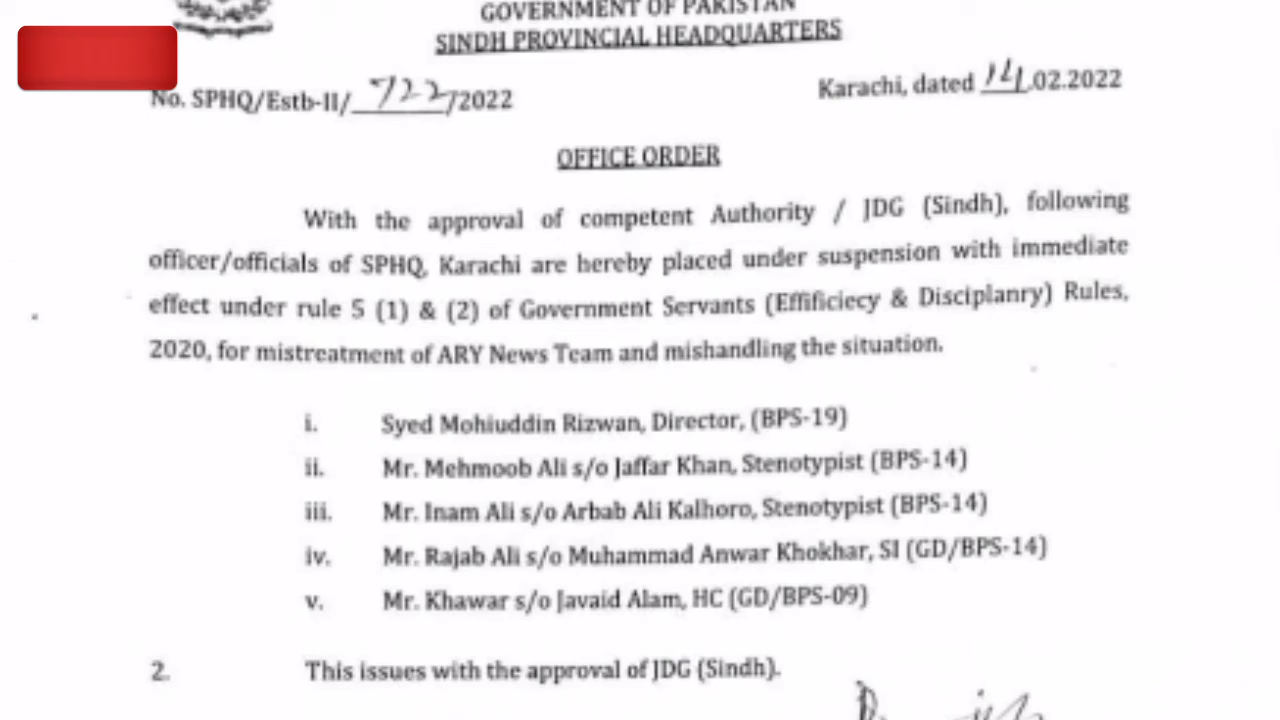 GOVERNMENT OF PAKISTAN
SINDH PROVINCIAL HEADQUARTERS
No. SPHQ/Estb-II/ 722/2022
Karachi, dated 14.02.2022
OFFICE ORDER
With the approval of competent Authority / JDG (Sindh), following
officer/officials of SPHQ, Karachi are hereby placed under suspension with immediate
effect under rule 5 (1) & (2) of Government Servants (Effificiecy & Disciplanry) Rules,
2020, for mistreatment of ARY News Team and mishandling the situation.
i. Syed Mohiuddin Rizwan, Director, (BPS-19)
ii. Mr. Mehmoob Ali s/o Jaffar Khan, Stenotypist (BPS-14)
iii. Mr. Inam Ali s/o Arbab Ali Kalhoro, Stenotypist (BPS-14)
iv. Mr. Rajab Ali s/o Muhammad Anwar Khokhar, SI (GD/BPS-14)
v. Mr. Khawar s/o Javaid Alam, HC (GD/BPS-09)
2. This issues with the approval of JDG (Sindh).